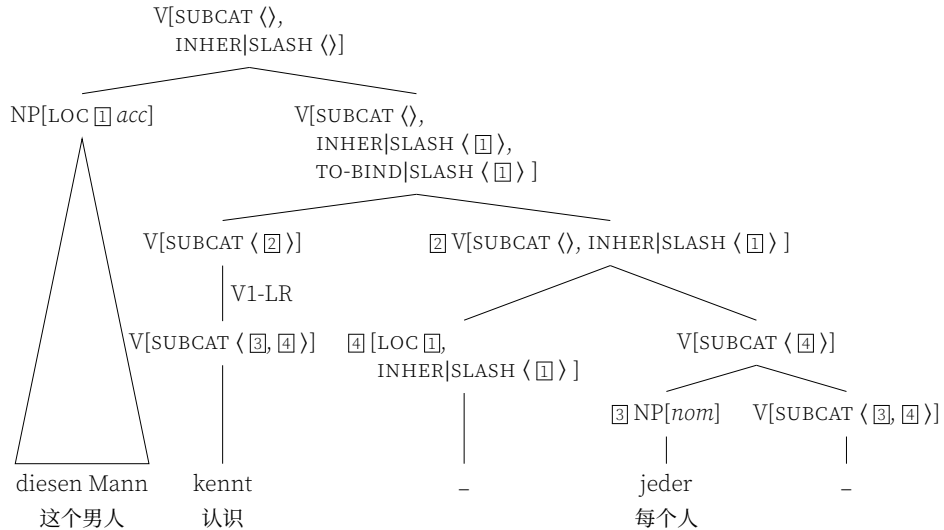 V[SUBCAT ⟨⟩,
INHER|SLASH ⟨⟩]
NP[LOC 1 acc]
V[SUBCAT ⟨⟩,
INHER|SLASH ⟨ 1 ⟩,
TO-BIND|SLASH ⟨ 1 ⟩ ]
V[SUBCAT ⟨ 2 ⟩]
2 V[SUBCAT ⟨⟩, INHER|SLASH ⟨ 1 ⟩ ]
V1-LR
V[SUBCAT ⟨ 3, 4 ⟩ ]
4 [LOC 1,
INHER|SLASH ⟨ 1 ⟩ ]
V[SUBCAT ⟨ 4 ⟩]
3 NP[nom]
V[SUBCAT ⟨ 3, 4 ⟩]
diesen Mann kennt _ jeder _
这个男人 认识 每个人